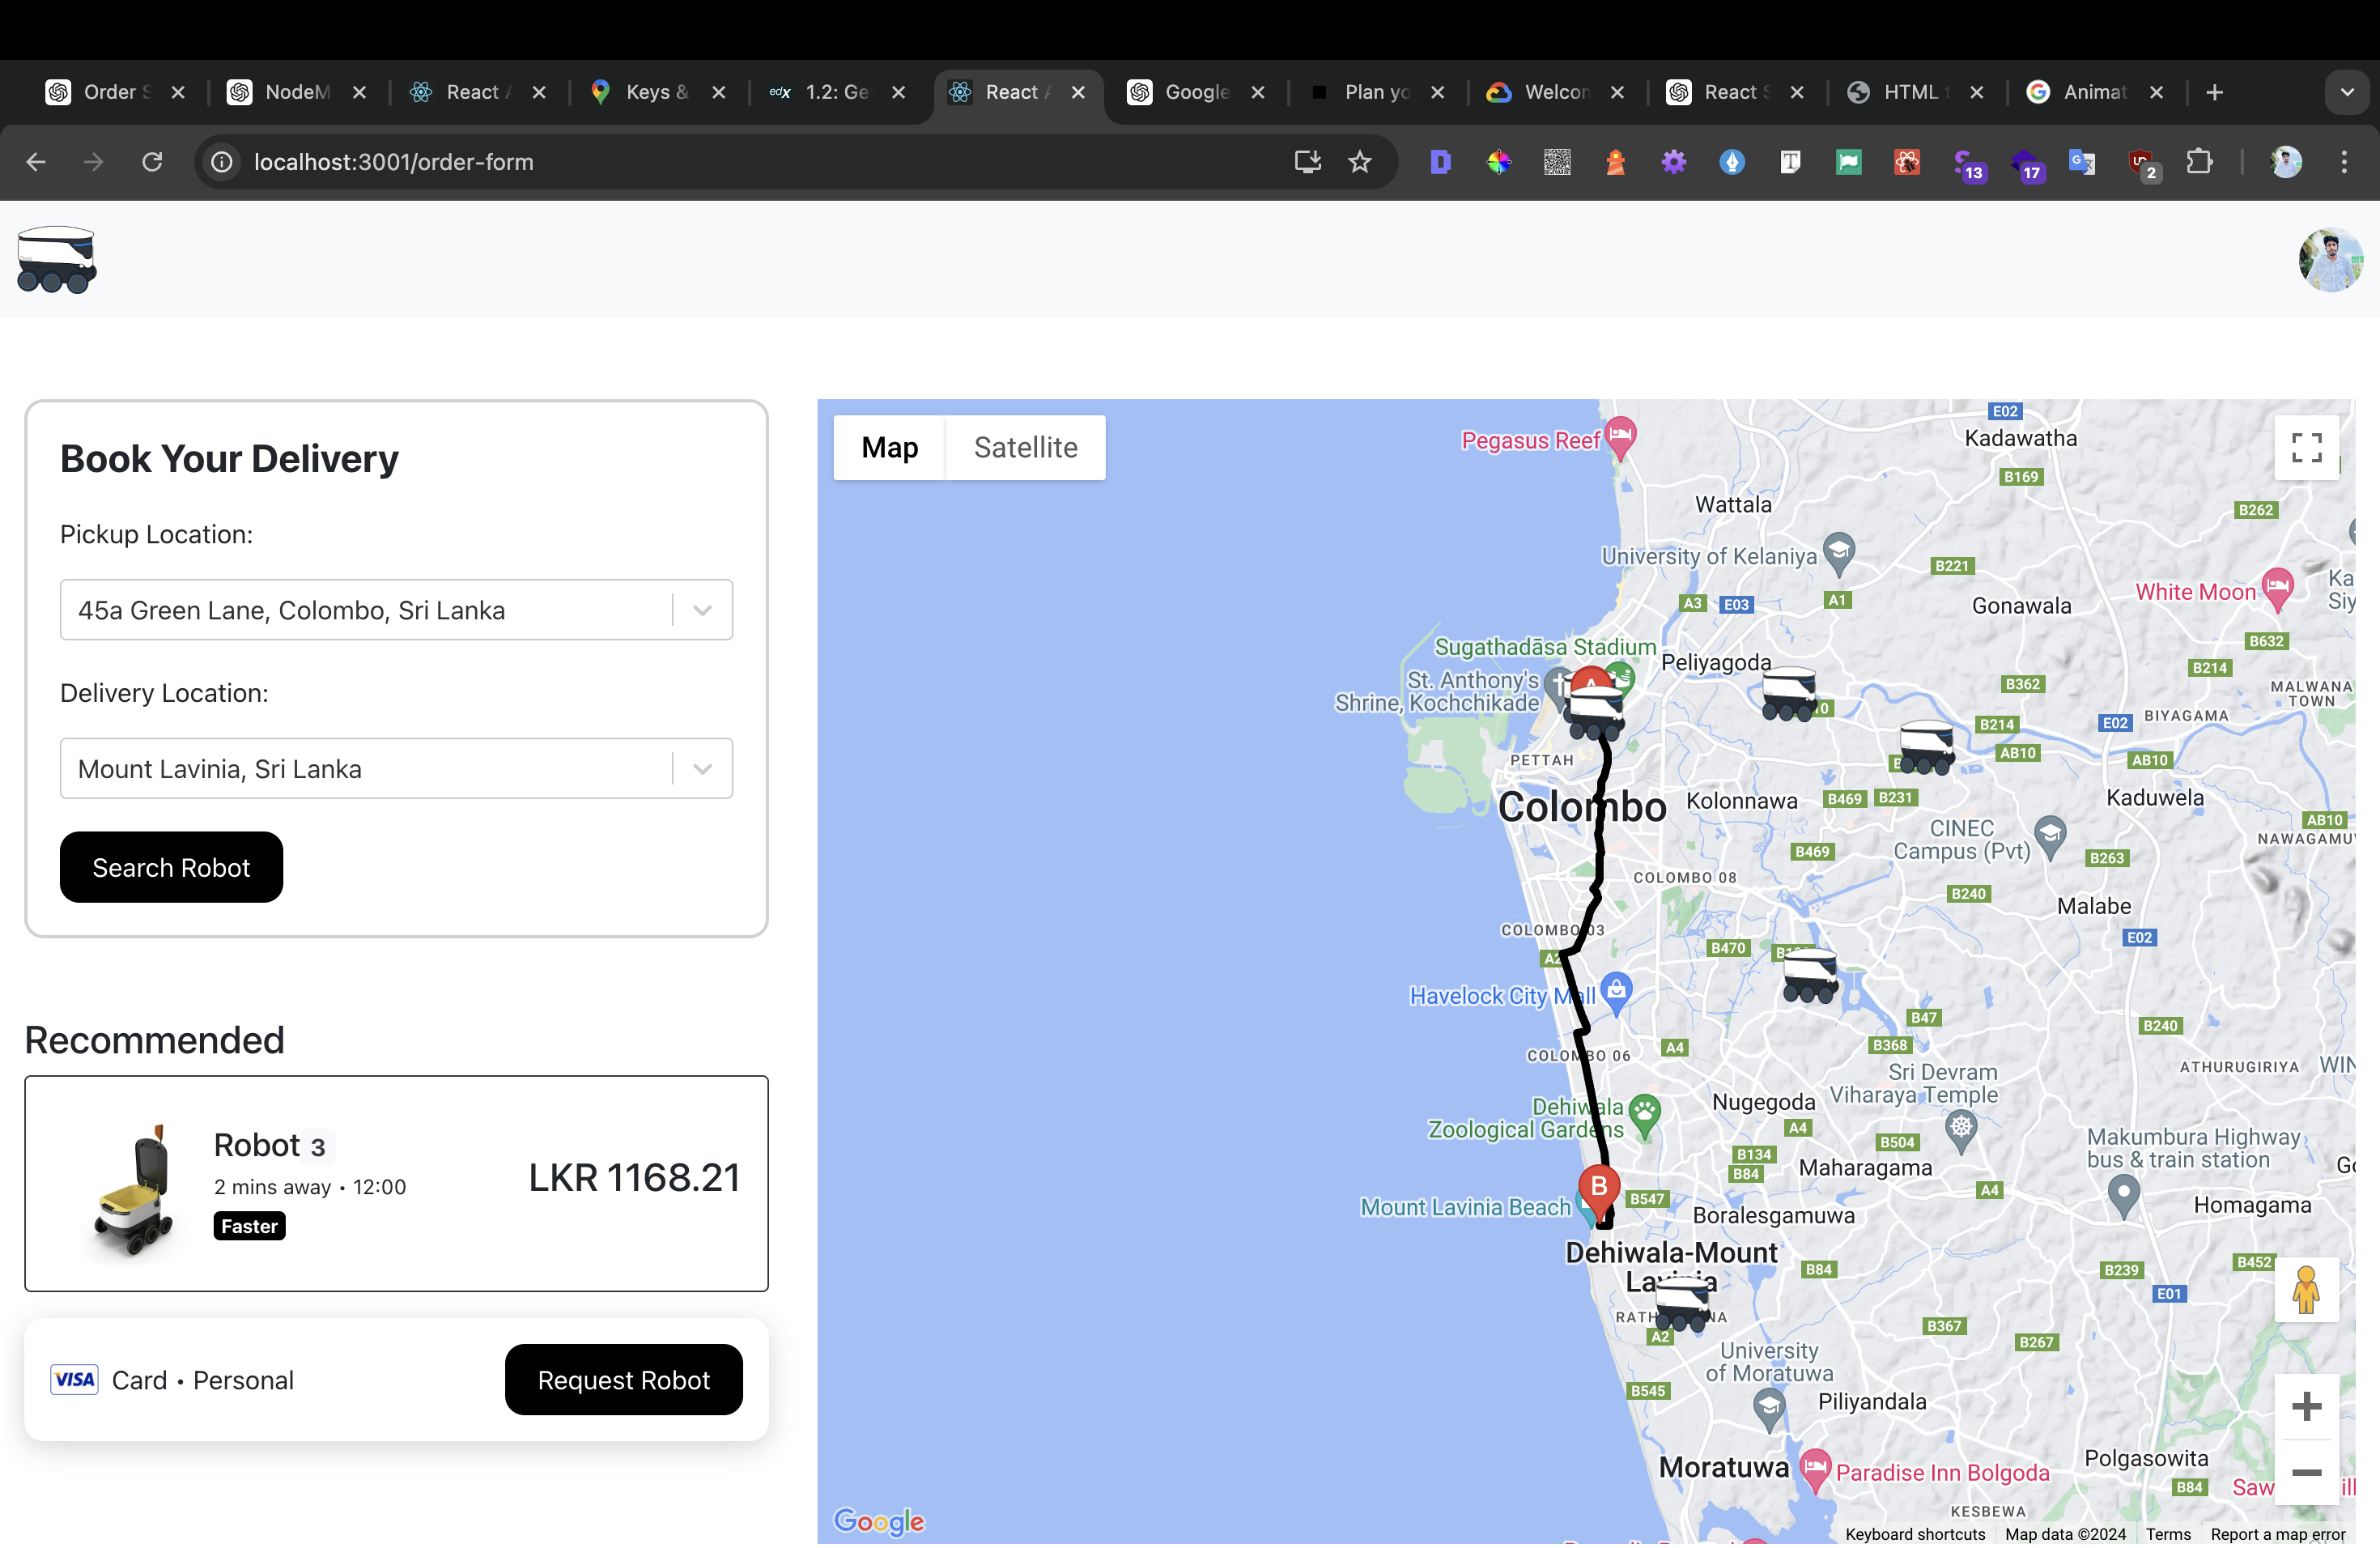 Order S
NodeM
React A
Keys &
1.2: Ge
React A
Google
Plan yo
Welcom
React S
HTML t
Animat
localhost:3001/order-form
13
17
2
Book Your Delivery
Pickup Location:
45a Green Lane, Colombo, Sri Lanka
Delivery Location:
Mount Lavinia, Sri Lanka
Search Robot
Recommended
Robot 3
2 mins away • 12:00
Faster
LKR 1168.21
VISA
Card • Personal
Request Robot
Map
Satellite
Pegasus Reef
E02
Kadawatha
B169
B262
Wattala
University of Kelaniya
B221
A3
E03
A1
Gonawala
White Moon
Ka
Siy
B632
Sugathadāsa Stadium
Peliyagoda
B214
St. Anthony's
Shrine, Kochchikade
B362
MALWANA
TOWN
B214
E02
BIYAGAMA
PETTAH
AB10
AB10
Colombo
Kolonnawa
B469
B231
Kaduwela
AB10
CINEC
Campus (Pvt)
NAWAGAMU
B469
B263
COLOMBO 08
B240
Malabe
COLOMBO 03
E02
A2
B470
Havelock City Mall
B47
B240
COLOMBO 06
A4
B368
ATHURUGIRIYA
WIN
Sri Devram
Viharaya Temple
Dehiwala
Zoological Gardens
Nugegoda
A4
B504
B134
B84
Maharagama
Makumbura Highway
bus & train station
Go
A4
B
B547
Mount Lavinia Beach
Boralesgamuwa
Homagama
Dehiwala-Mount
Lavinia
B84
B239
B452
E01
A2
B367
B267
University
of Moratuwa
B545
Piliyandala
Moratuwa
Paradise Inn Bolgoda
Polgasowita
B84
Saw
ill
KESBEWA
Google
Keyboard shortcuts
Map data ©2024
Terms
Report a map error